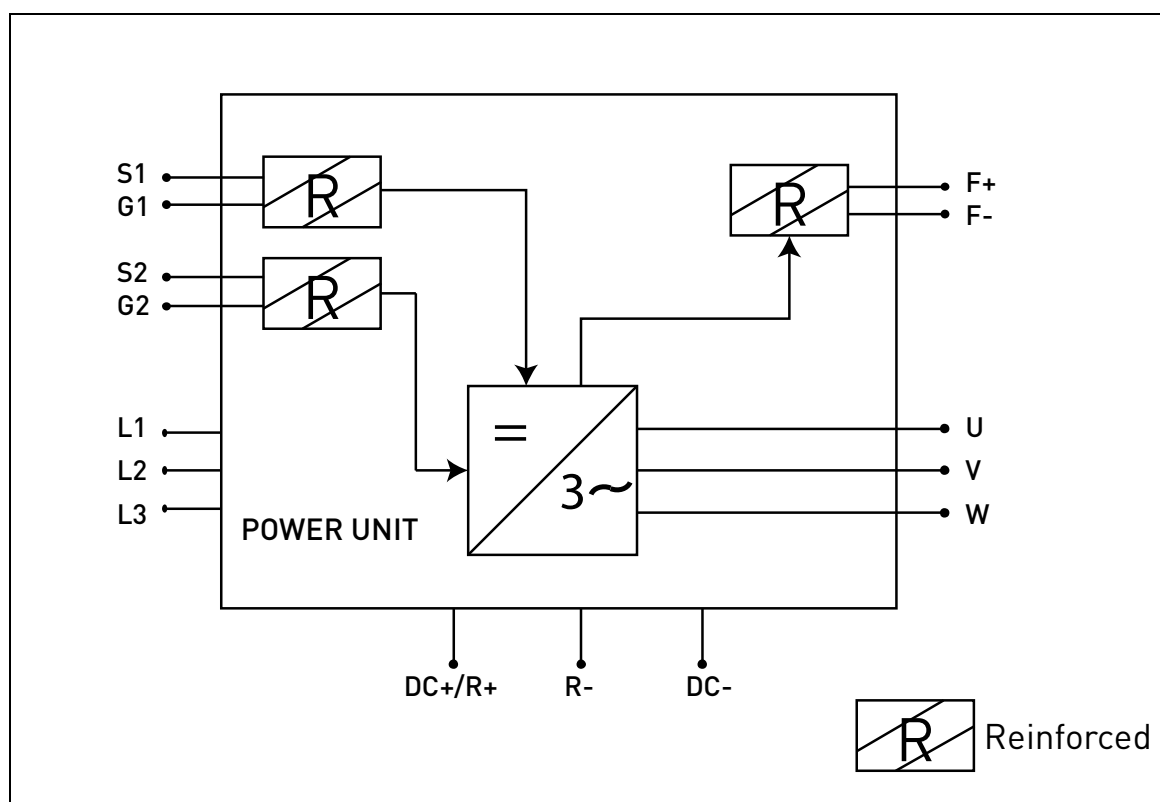 S1
G1
R
S2
G2
R
R
F+
F-
L1
L2
L3
POWER UNIT
=
3~
U
V
W
DC+/R+
R-
DC-
R
Reinforced